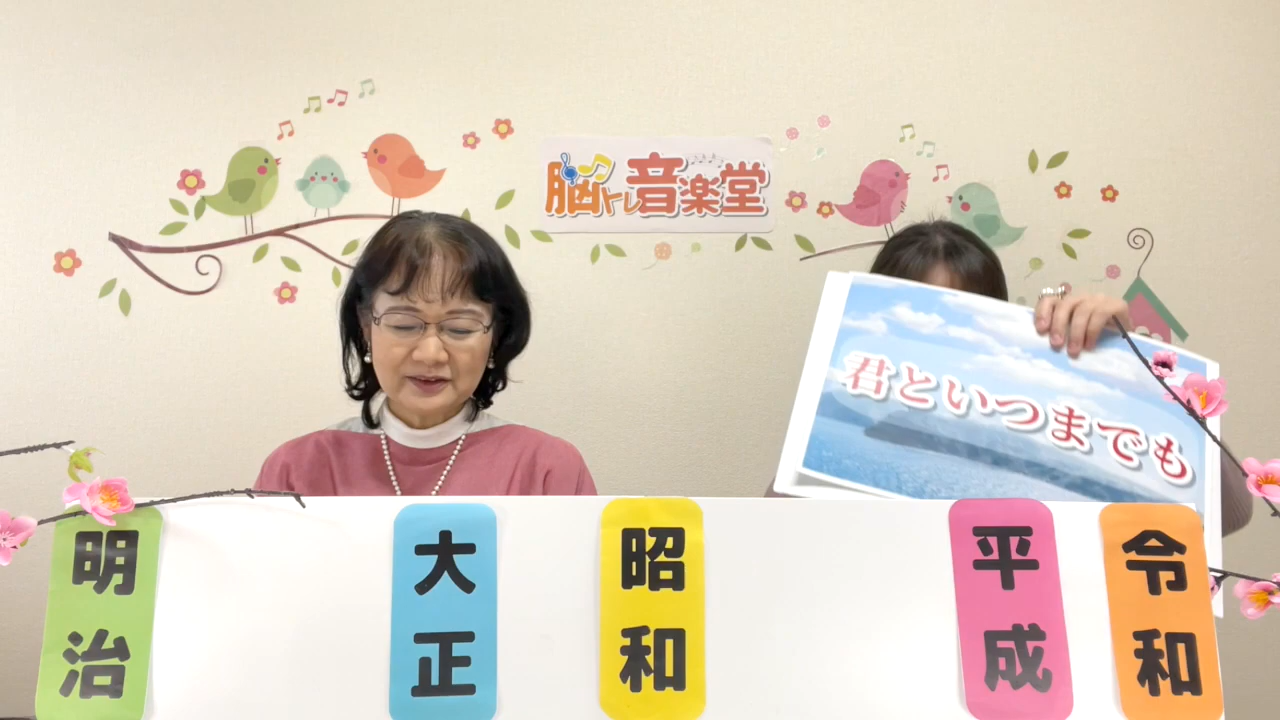 脳トレ音楽堂
君といつまでも
明治
大正
昭和
平成
令和